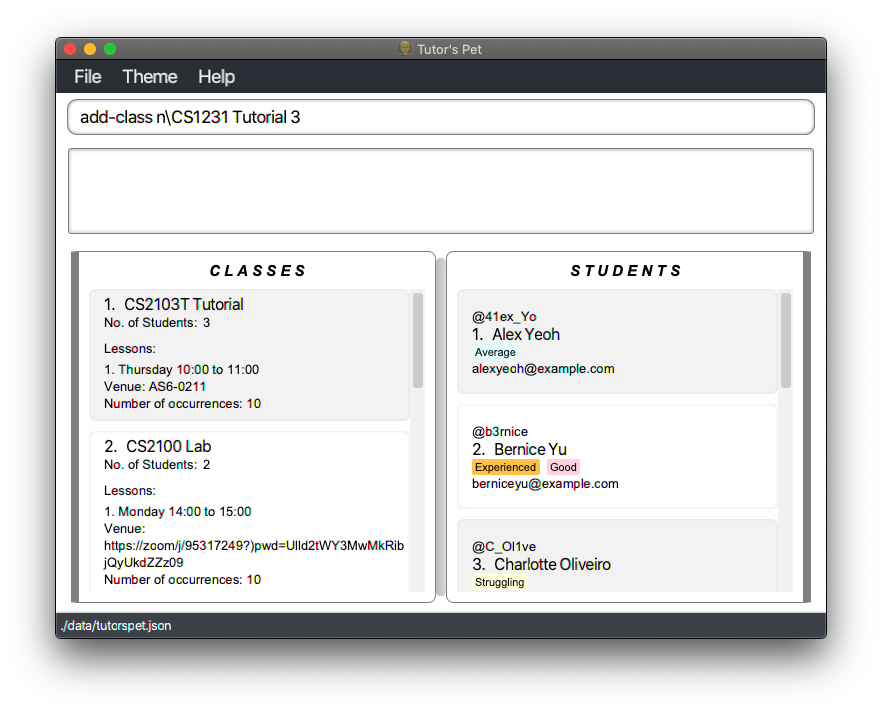 Tutor's Pet
File Theme Help
add-class n\CS1231 Tutorial 3
CLASSES
1. CS2103T Tutorial
No. of Students: 3
Lessons:
1. Thursday 10:00 to 11:00
Venue: AS6-0211
Number of occurrences: 10
2. CS2100 Lab
No. of Students: 2
Lessons:
1. Monday 14:00 to 15:00
Venue:
https://zoom/j/95317249?)pwd=Ulld2tWY3MwMkRib
jQyUkdZZz09
Number of occurrences: 10
STUDENTS
@41ex_Yo
1. Alex Yeoh
Average
alexyeoh@example.com
@b3rnice
2. Bernice Yu
Experienced Good
berniceyu@example.com
@C_Ol1ve
3. Charlotte Oliveiro
Struggling
./data/tutorspet.json